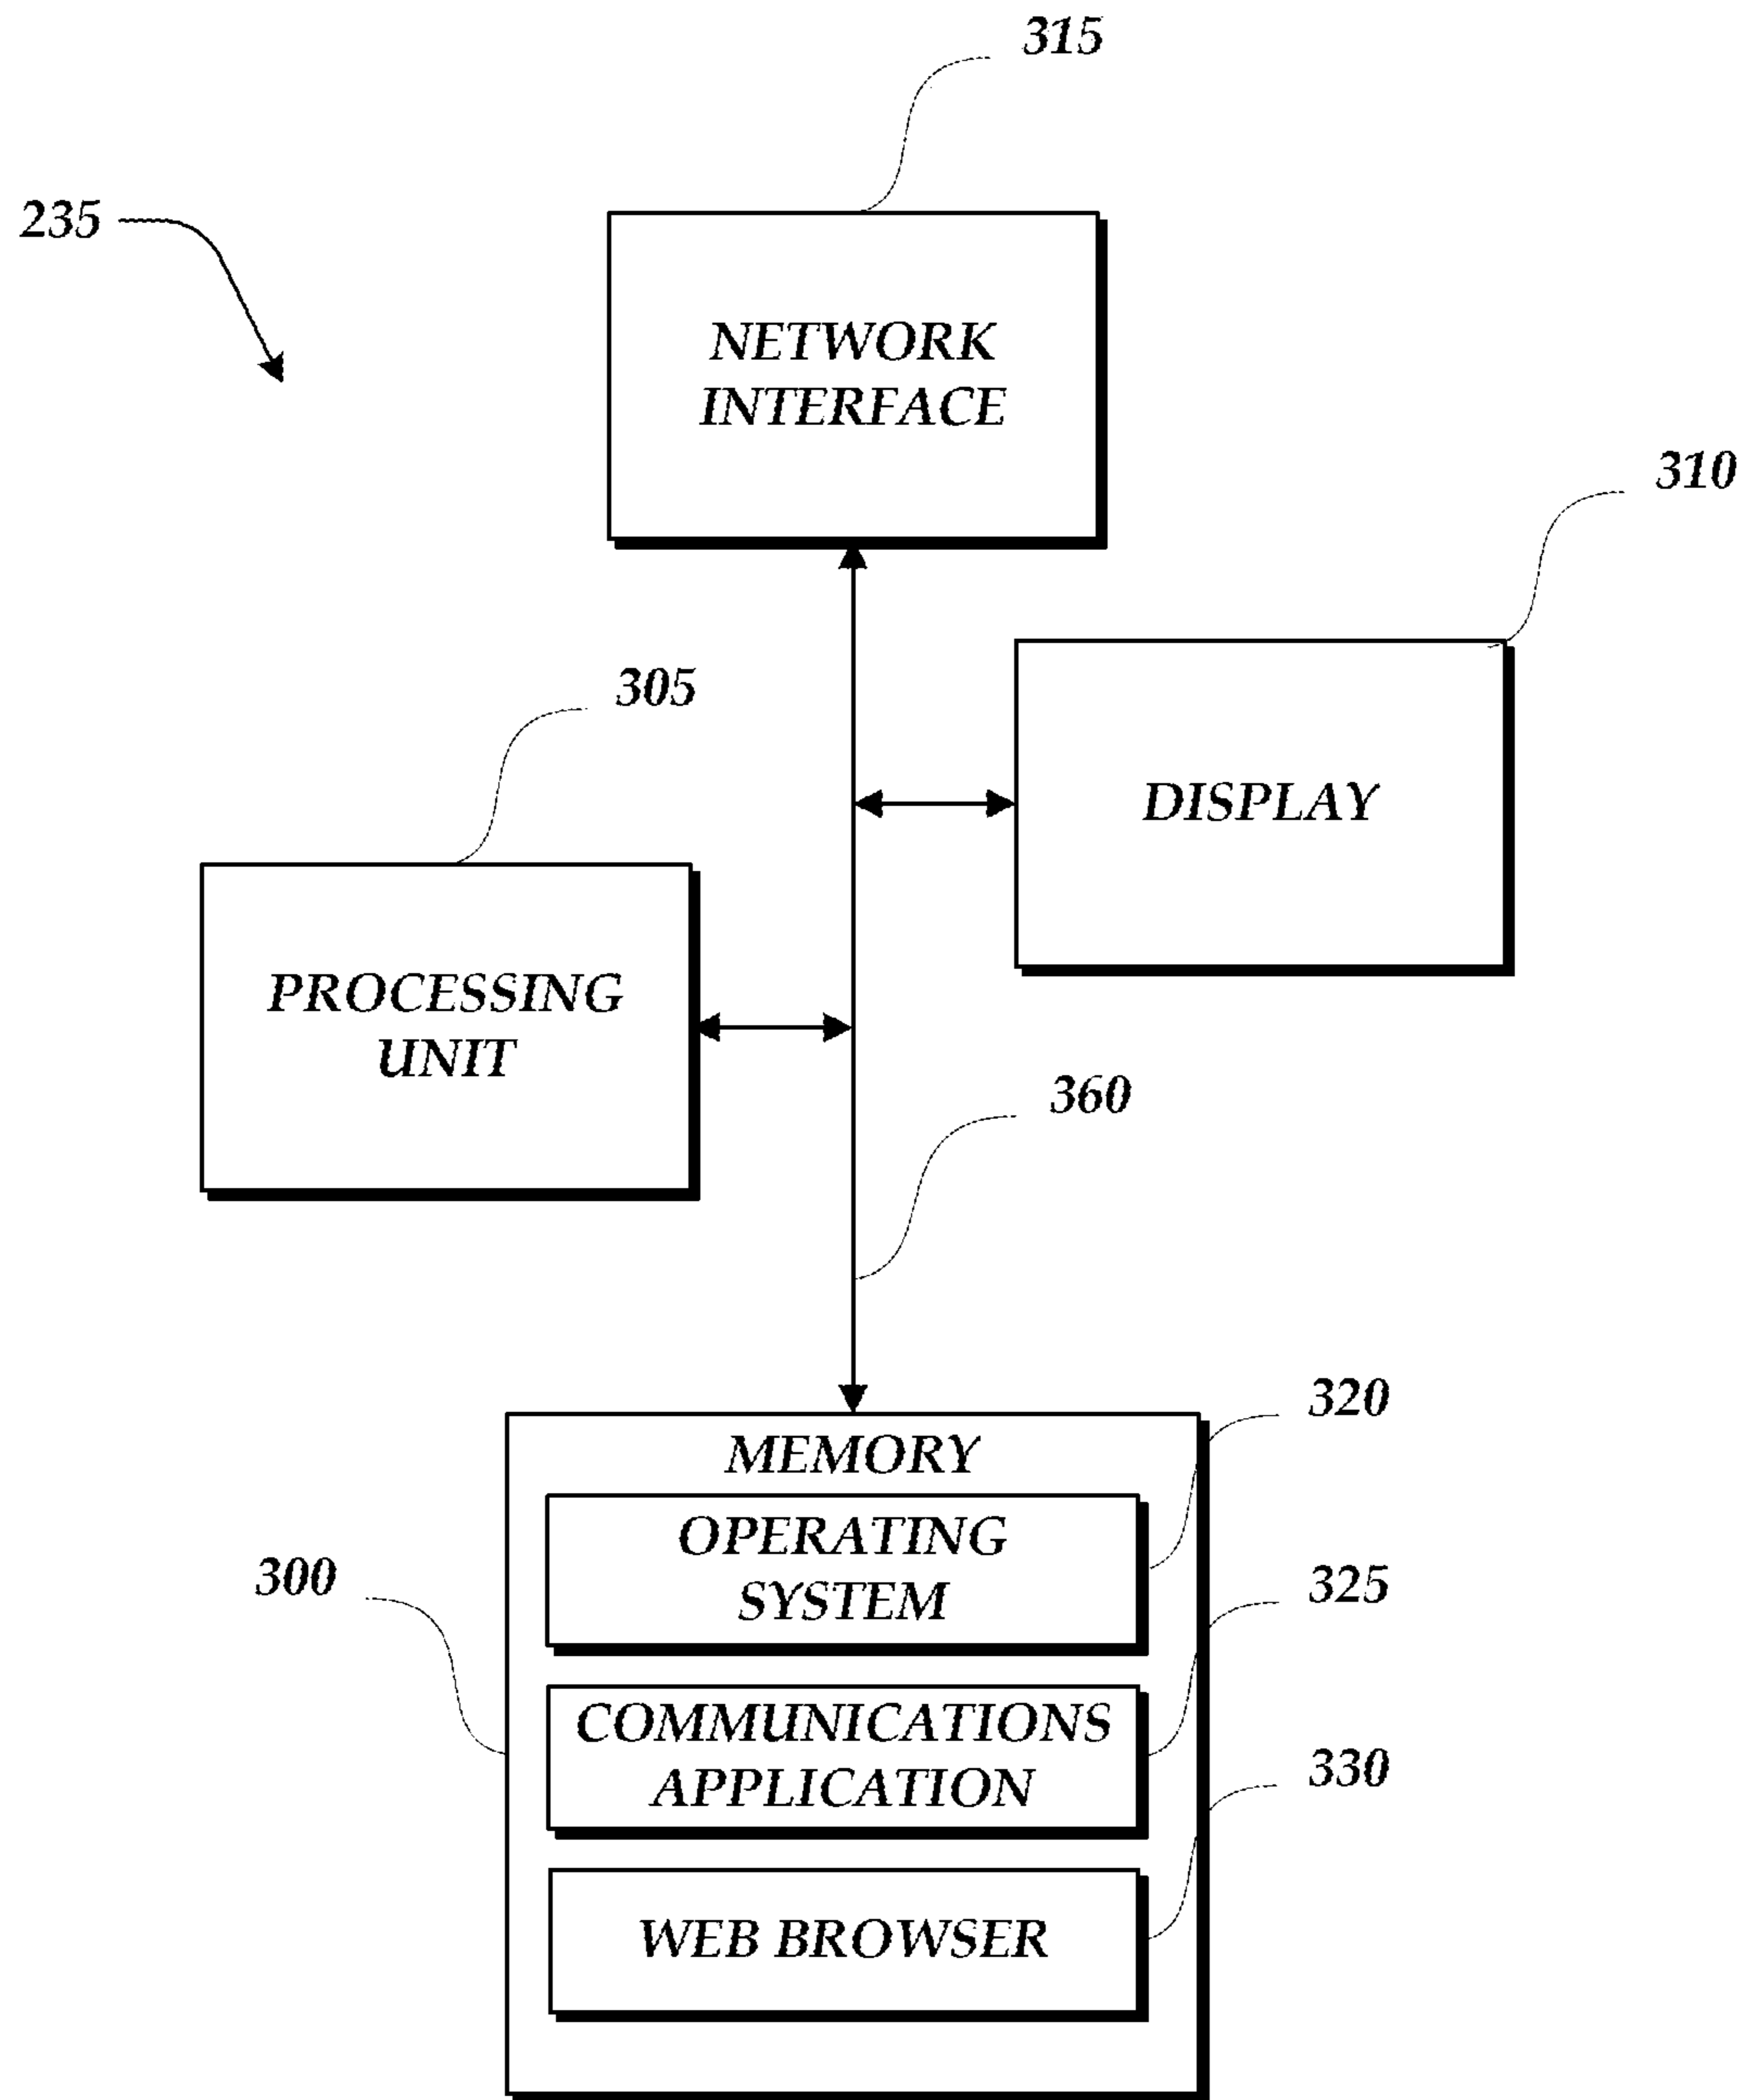 315
235
NETWORK
INTERFACE
310
305
DISPLAY
PROCESSING
UNIT
360
320
MEMORY
OPERATING
SYSTEM
300
325
COMMUNICATIONS
APPLICATION
330
WEB BROWSER